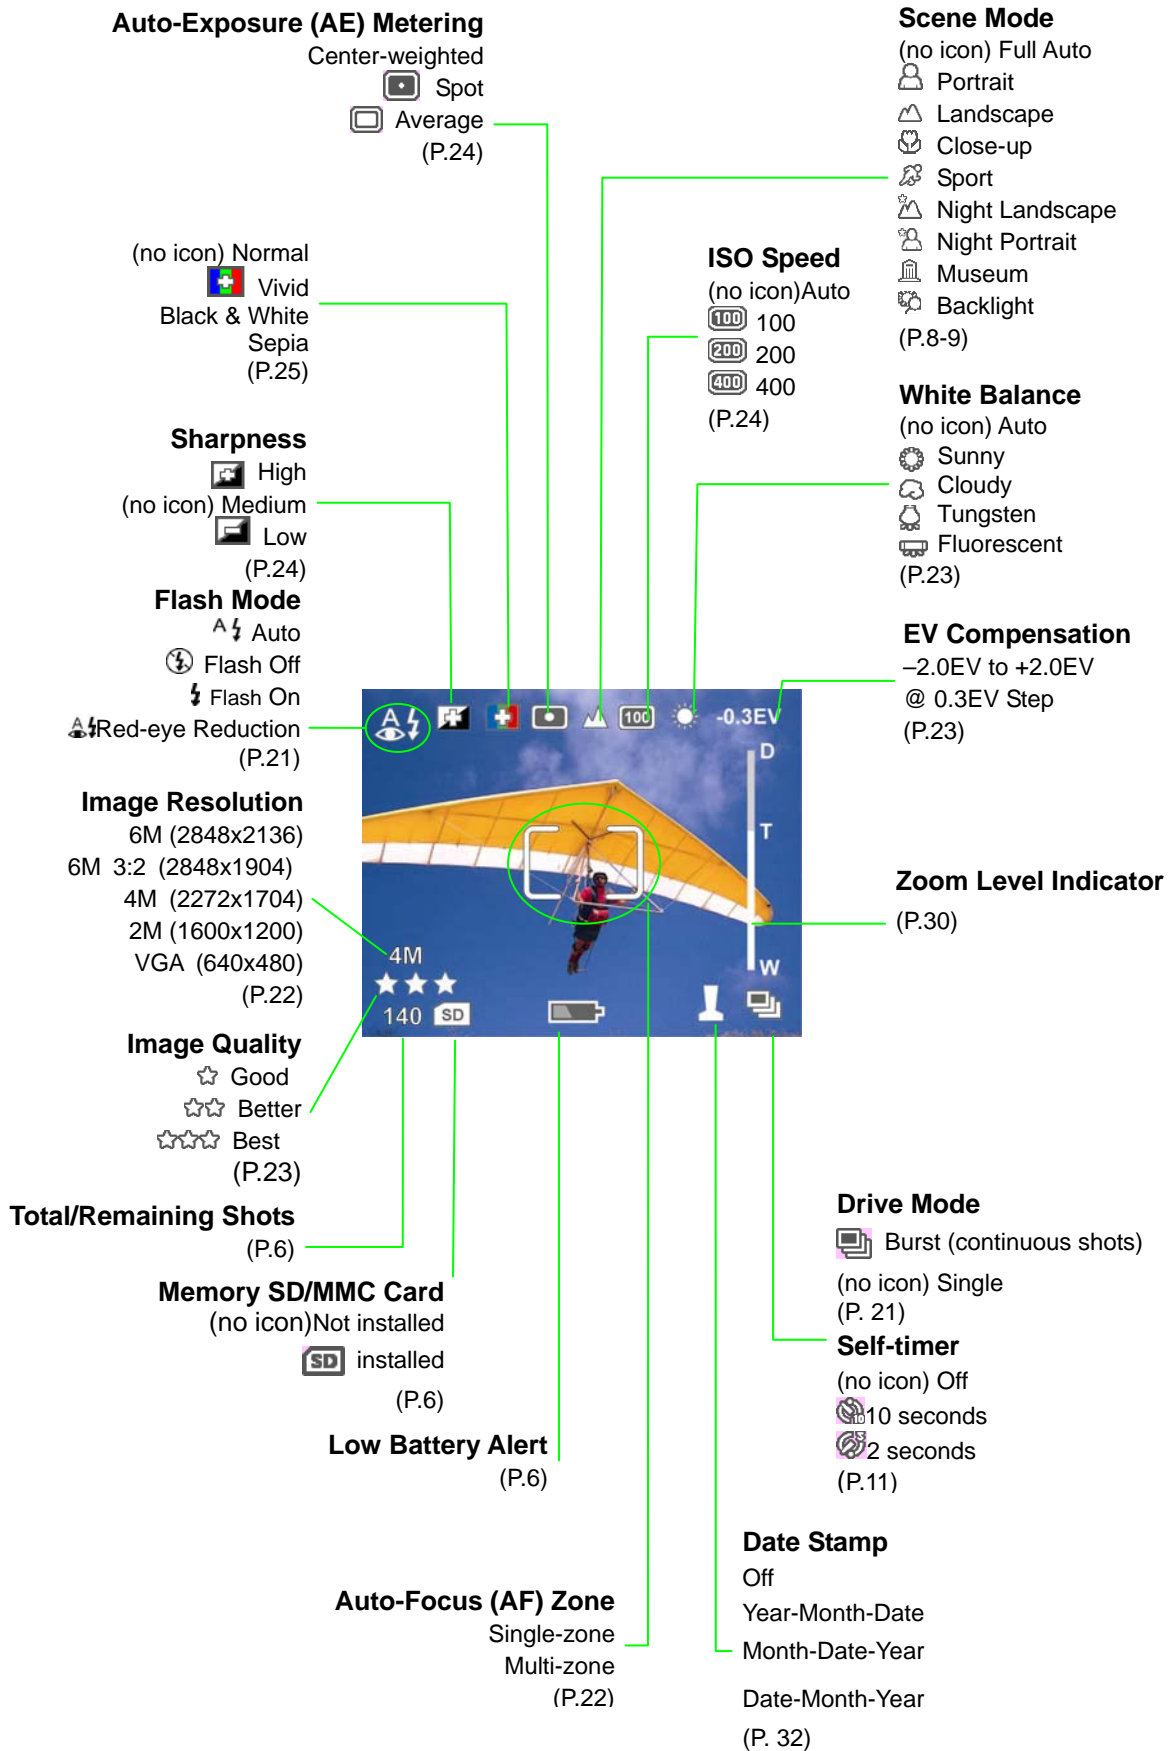 Auto-Exposure (AE) Metering
Center-weighted
Spot
Average
(P.24)
(no icon) Normal
Vivid
Black & White
Sepia
(P.25)
Sharpness
High
(no icon) Medium
Low
(P.24)
Flash Mode
A Auto
Flash Off
Flash On
A Red-eye Reduction
(P.21)
Image Resolution
6M (2848x2136)
6M 3:2 (2848x1904)
4M (2272x1704)
2M (1600x1200)
VGA (640x480)
(P.22)
Image Quality
Good
Better
Best
(P.23)
Total/Remaining Shots
(P.6)
Memory SD/MMC Card
(no icon)Not installed
SD installed
(P.6)
Low Battery Alert
(P.6)
Auto-Focus (AF) Zone
Single-zone
Multi-zone
(P.22)
Scene Mode
(no icon) Full Auto
Portrait
Landscape
Close-up
Sport
Night Landscape
Night Portrait
Museum
Backlight
(P.8-9)
ISO Speed
(no icon)Auto
100 100
200 200
400 400
(P.24)
White Balance
(no icon) Auto
Sunny
Cloudy
Tungsten
Fluorescent
(P.23)
EV Compensation
–2.0EV to +2.0EV
@ 0.3EV Step
(P.23)
A 100 -0.3EV
D
T
W
4M
140 SD
Zoom Level Indicator
(P.30)
Drive Mode
Burst (continuous shots)
(no icon) Single
(P. 21)
Self-timer
(no icon) Off
10 seconds
2 seconds
(P.11)
Date Stamp
Off
Year-Month-Date
Month-Date-Year
Date-Month-Year
(P. 32)